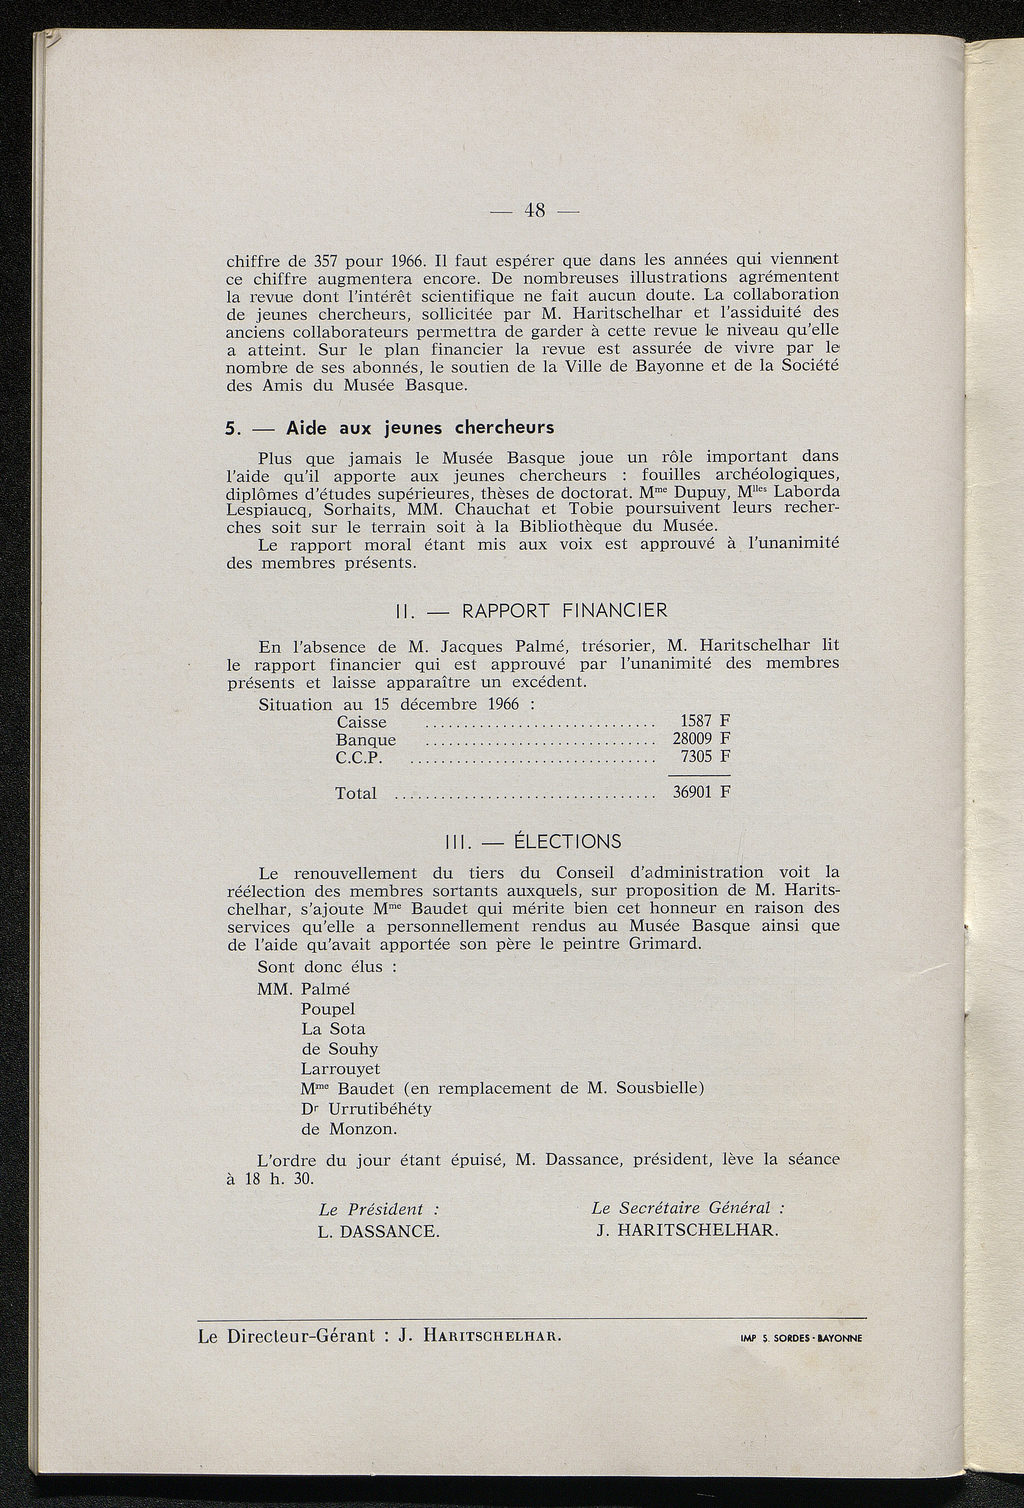 — 48 —
chiffre de 357 pour 1966. Il faut espérer que dans les années qui viennent
ce chiffre augmentera encore. De nombreuses illustrations agrémentent
la revue dont l'intérêt scientifique ne fait aucun doute. La collaboration
de jeunes chercheurs, sollicitée par M. Haritschelhar et l'assiduité des
anciens collaborateurs permettra de garder à cette revue le niveau qu'elle
a atteint. Sur le plan financier la revue est assurée de vivre par le
nombre de ses abonnés, le soutien de la Ville de Bayonne et de la Société
des Amis du Musée Basque.
5. — Aide aux jeunes chercheurs
Plus que jamais le Musée Basque joue un rôle important dans
l'aide qu'il apporte aux jeunes chercheurs : fouilles archéologiques,
diplômes d'études supérieures, thèses de doctorat. Mme Dupuy, Mlles Laborda
Lespiaucq, Sorhaits, MM. Chauchat et Tobie poursuivent leurs recher-
ches soit sur le terrain soit à la Bibliothèque du Musée.
Le rapport moral étant mis aux voix est approuvé à l'unanimité
des membres présents.
II. — RAPPORT FINANCIER
En l'absence de M. Jacques Palmé, trésorier, M. Haritschelhar lit
le rapport financier qui est approuvé par l'unanimité des membres
présents et laisse apparaître un excédent.
Situation au 15 décembre 1966 :
Caisse .............................. 1587 F
Banque .............................. 28009 F
C.C.P. ................................ 7305 F
Total .................................. 36901 F
III. — ÉLECTIONS
Le renouvellement du tiers du Conseil d'administration voit la
réélection des membres sortants auxquels, sur proposition de M. Harits-
chelhar, s'ajoute Mme Baudet qui mérite bien cet honneur en raison des
services qu'elle a personnellement rendus au Musée Basque ainsi que
de l'aide qu'avait apportée son père le peintre Grimard.
Sont donc élus :
MM. Palmé
Poupel
La Sota
de Souhy
Larrouyet
Mme Baudet (en remplacement de M. Sousbielle)
Dr Urrutibéhéty
de Monzon.
L'ordre du jour étant épuisé, M. Dassance, président, lève la séance
à 18 h. 30.
Le Président : Le Secrétaire Général :
L. DASSANCE. J. HARITSCHELHAR.
Le Directeur-Gérant : J. HARITSCHELHAR. IMP S. SORDES - BAYONNE